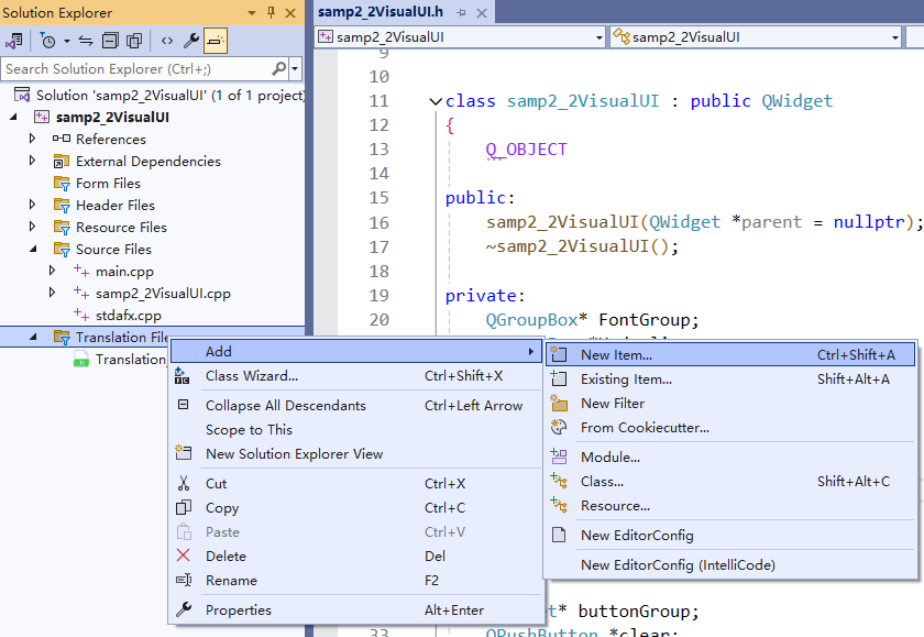 Solution Explorer
Search Solution Explorer (Ctrl+;)
Solution 'samp2_2VisualUI' (1 of 1 project)
samp2_2VisualUI
References
External Dependencies
Form Files
Header Files
Resource Files
Source Files
main.cpp
samp2_2VisualUI.cpp
stdafx.cpp
Translation File
Translation_
samp2_2VisualUI.h
samp2_2VisualUI
samp2_2VisualUI
9
10
11 class samp2_2VisualUI : public QWidget
12 {
13 Q_OBJECT
14
15 public:
16 samp2_2VisualUI(QWidget *parent = nullptr);
17 ~samp2_2VisualUI();
18
19 private:
20 QGroupBox* FontGroup;
Add
Class Wizard... Ctrl+Shift+X
Collapse All Descendants Ctrl+Left Arrow
Scope to This
New Solution Explorer View
Cut Ctrl+X
Copy Ctrl+C
Paste Ctrl+V
Delete Del
Rename F2
Properties Alt+Enter
New Item... Ctrl+Shift+A
Existing Item... Shift+Alt+A
New Filter
From Cookiecutter...
Module...
Class... Shift+Alt+C
Resource...
New EditorConfig
New EditorConfig (IntelliCode)
t* buttonGroup;
33 QPushButton *clear;